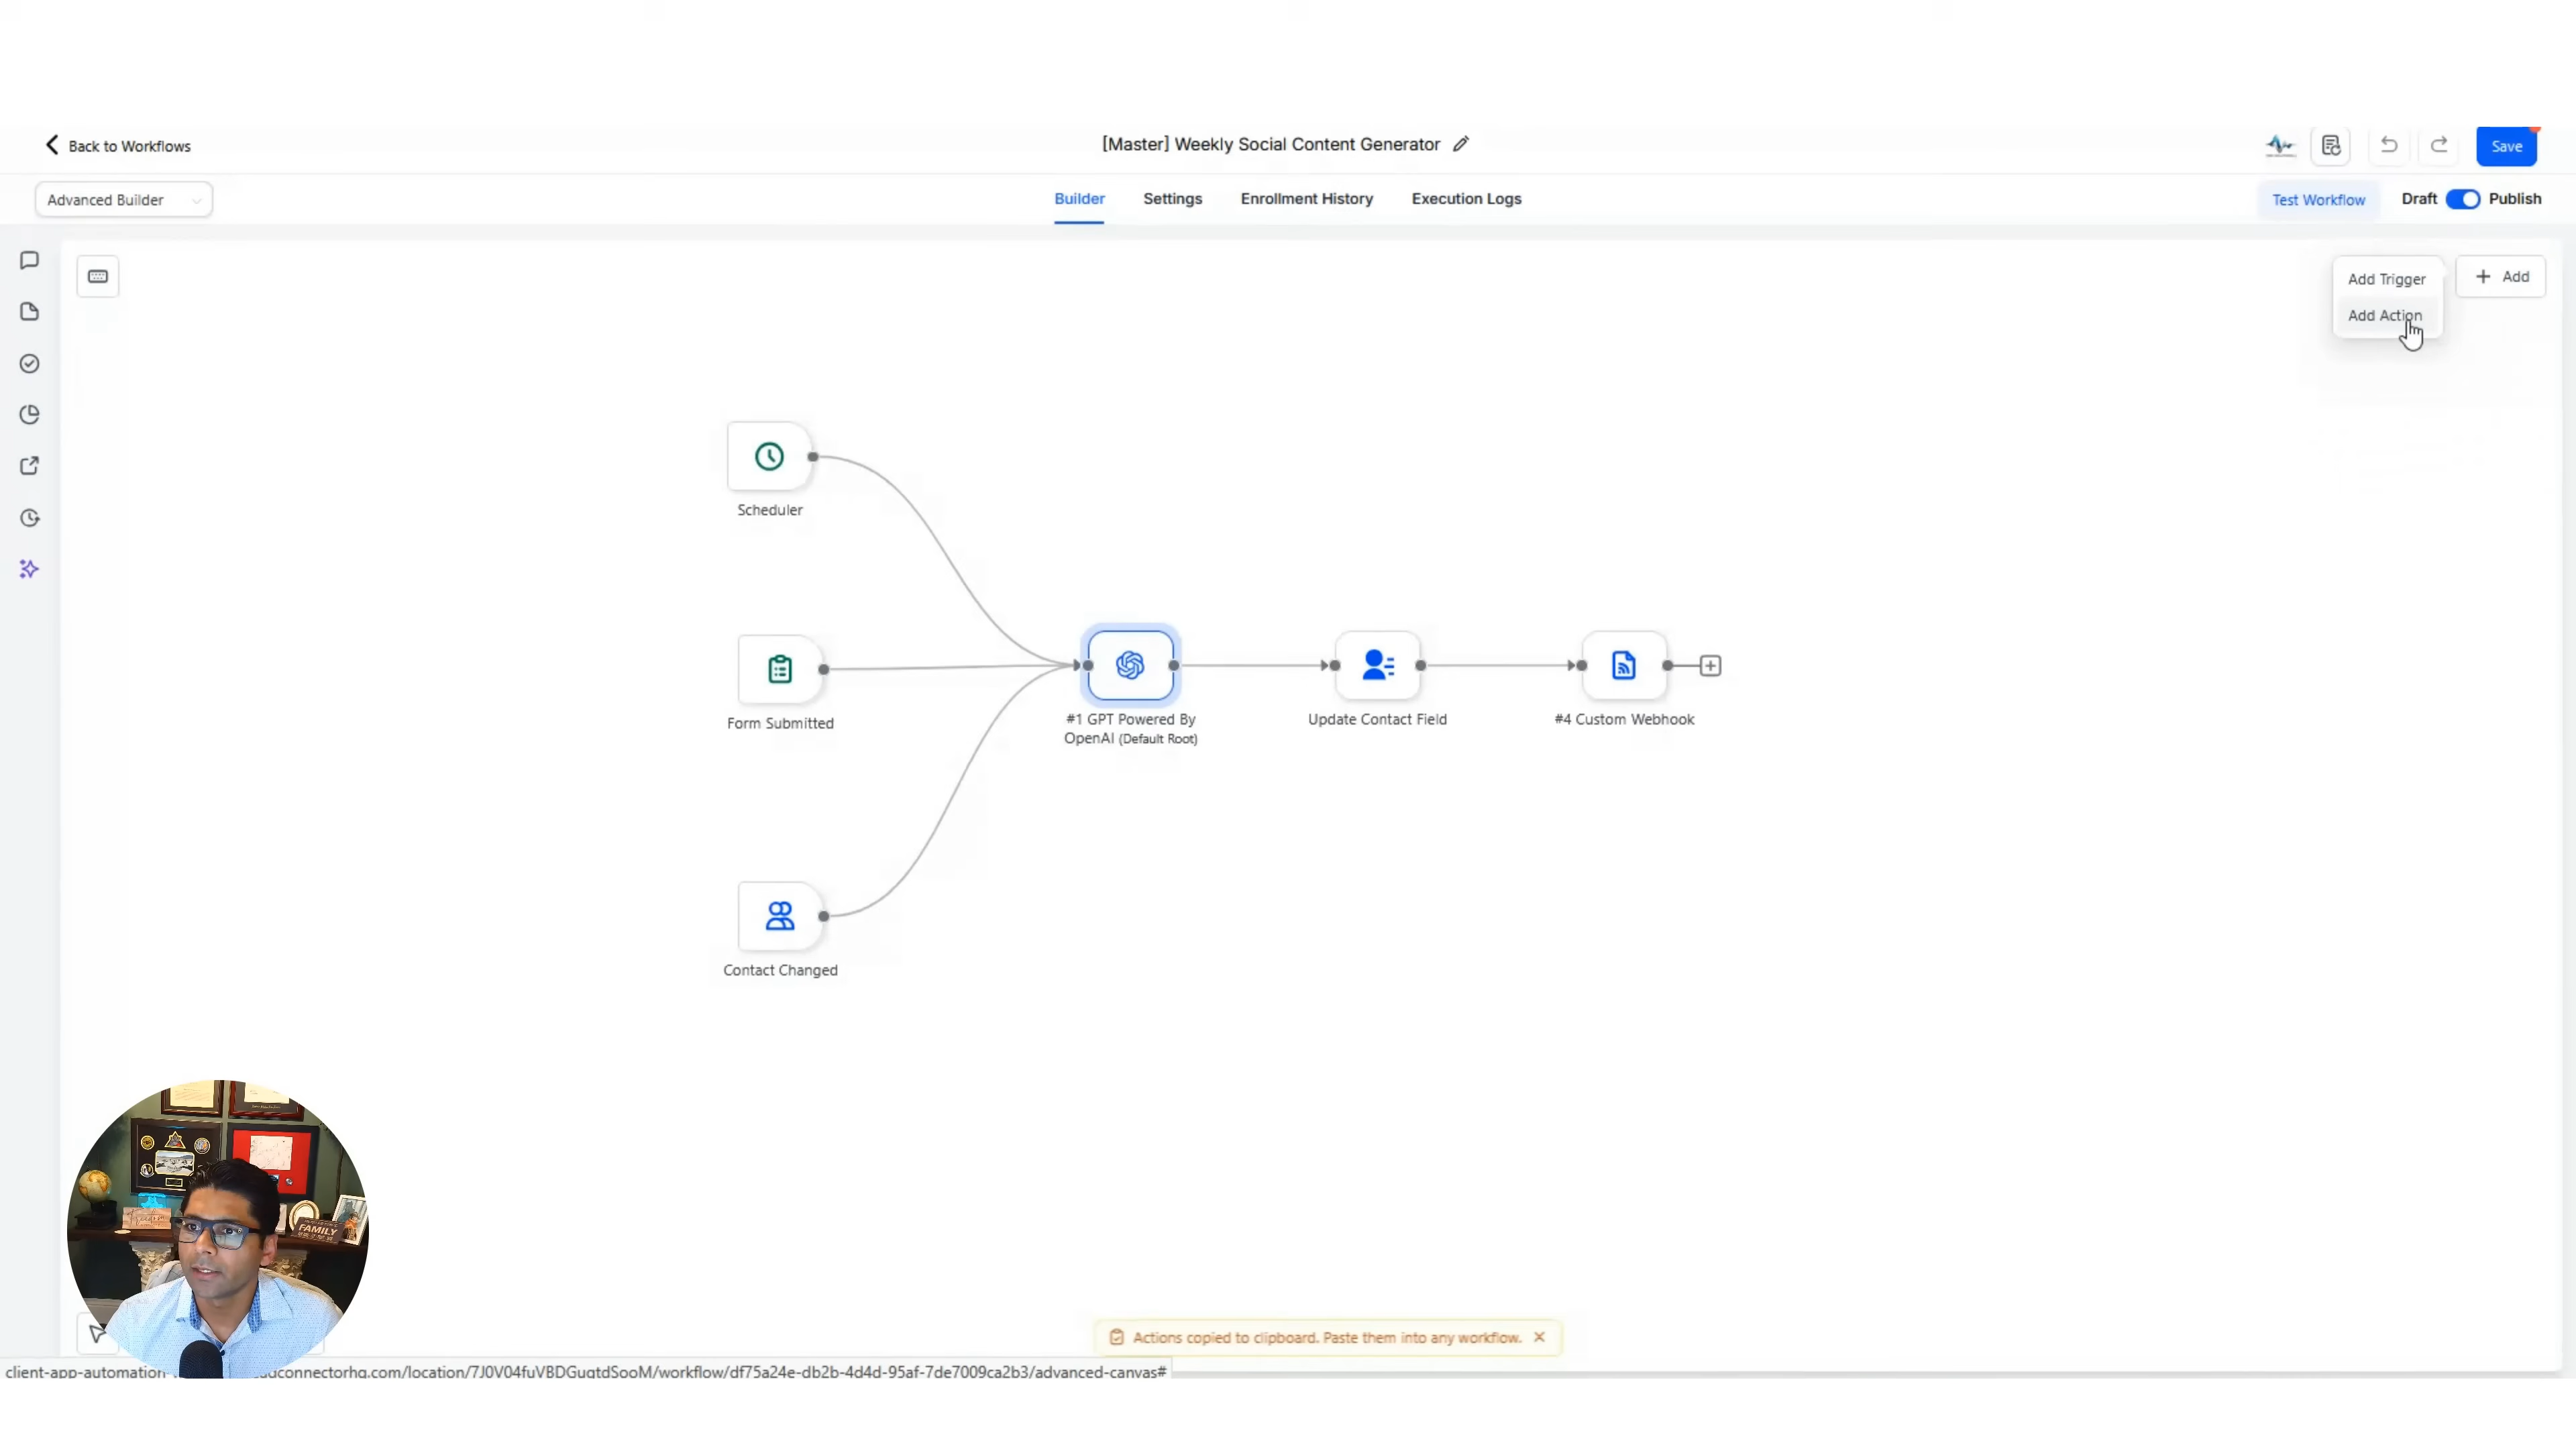 Back to Workflows
[Master] Weekly Social Content Generator
Save
Advanced Builder
Builder
Settings
Enrollment History
Execution Logs
Test Workflow
Draft
Publish
Add Trigger
Add Action
Add
Scheduler
Form Submitted
#1 GPT Powered By
OpenAI (Default Root)
Update Contact Field
#4 Custom Webhook
Contact Changed
FAMILY
Actions copied to clipboard. Paste them into any workflow.
client-app-automation-
dconnectorhq.com/location/7J0V04fuVBDGuqtdSooM/workflow/df75a24e-db2b-4d4d-95af-7de7009ca2b3/advanced-canvas#